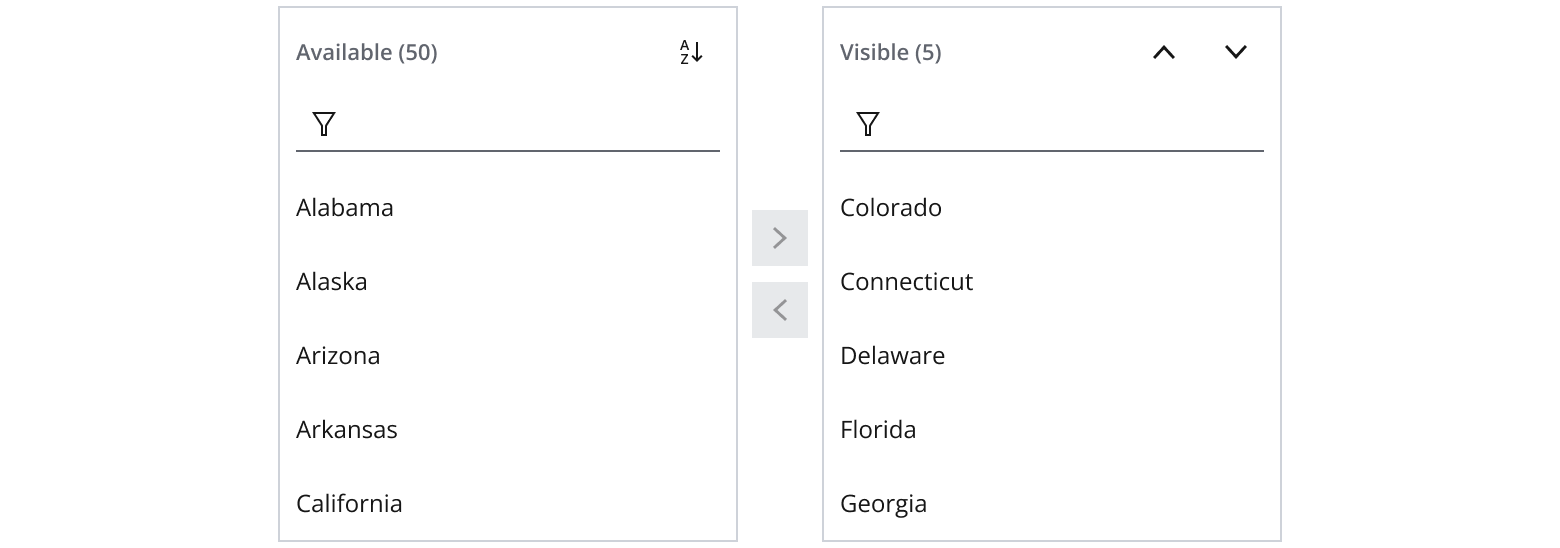 Available (50)
A
Z
Alabama
Alaska
Arizona
Arkansas
California
Visible (5)
Colorado
Connecticut
Delaware
Florida
Georgia